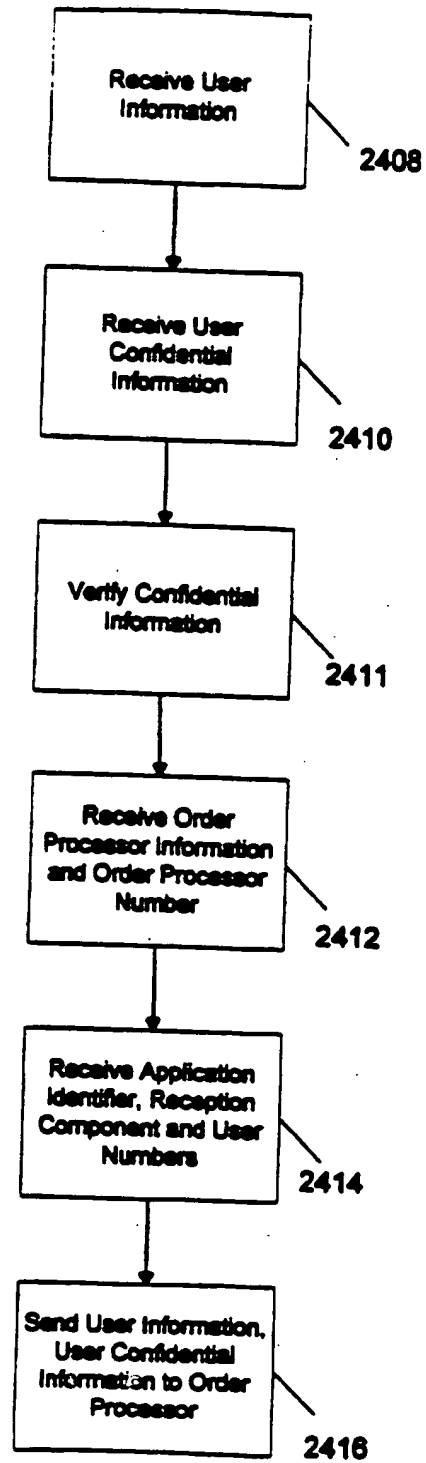 Receive User
Information
2408
Receive User
Confidential
Information
2410
Verify Confidential
Information
2411
Receive Order
Processor Information
and Order Processor
Number
2412
Receive Application
Identifier, Reception
Component and User
Numbers
2414
Send User Information,
User Confidential
Information to Order
Processor
2416